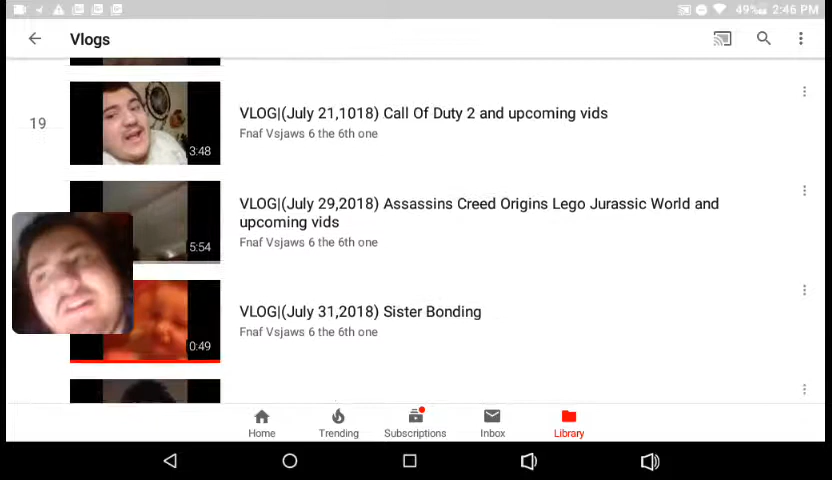 49% 2:46 PM
Vlogs
19
VLOG|(July 21,1018) Call Of Duty 2 and upcoming vids
Fnaf Vsjaws 6 the 6th one
3:48
VLOG|(July 29,2018) Assassins Creed Origins Lego Jurassic World and
upcoming vids
Fnaf Vsjaws 6 the 6th one
5:54
VLOG|(July 31,2018) Sister Bonding
Fnaf Vsjaws 6 the 6th one
0:49
Home Trending Subscriptions Inbox Library